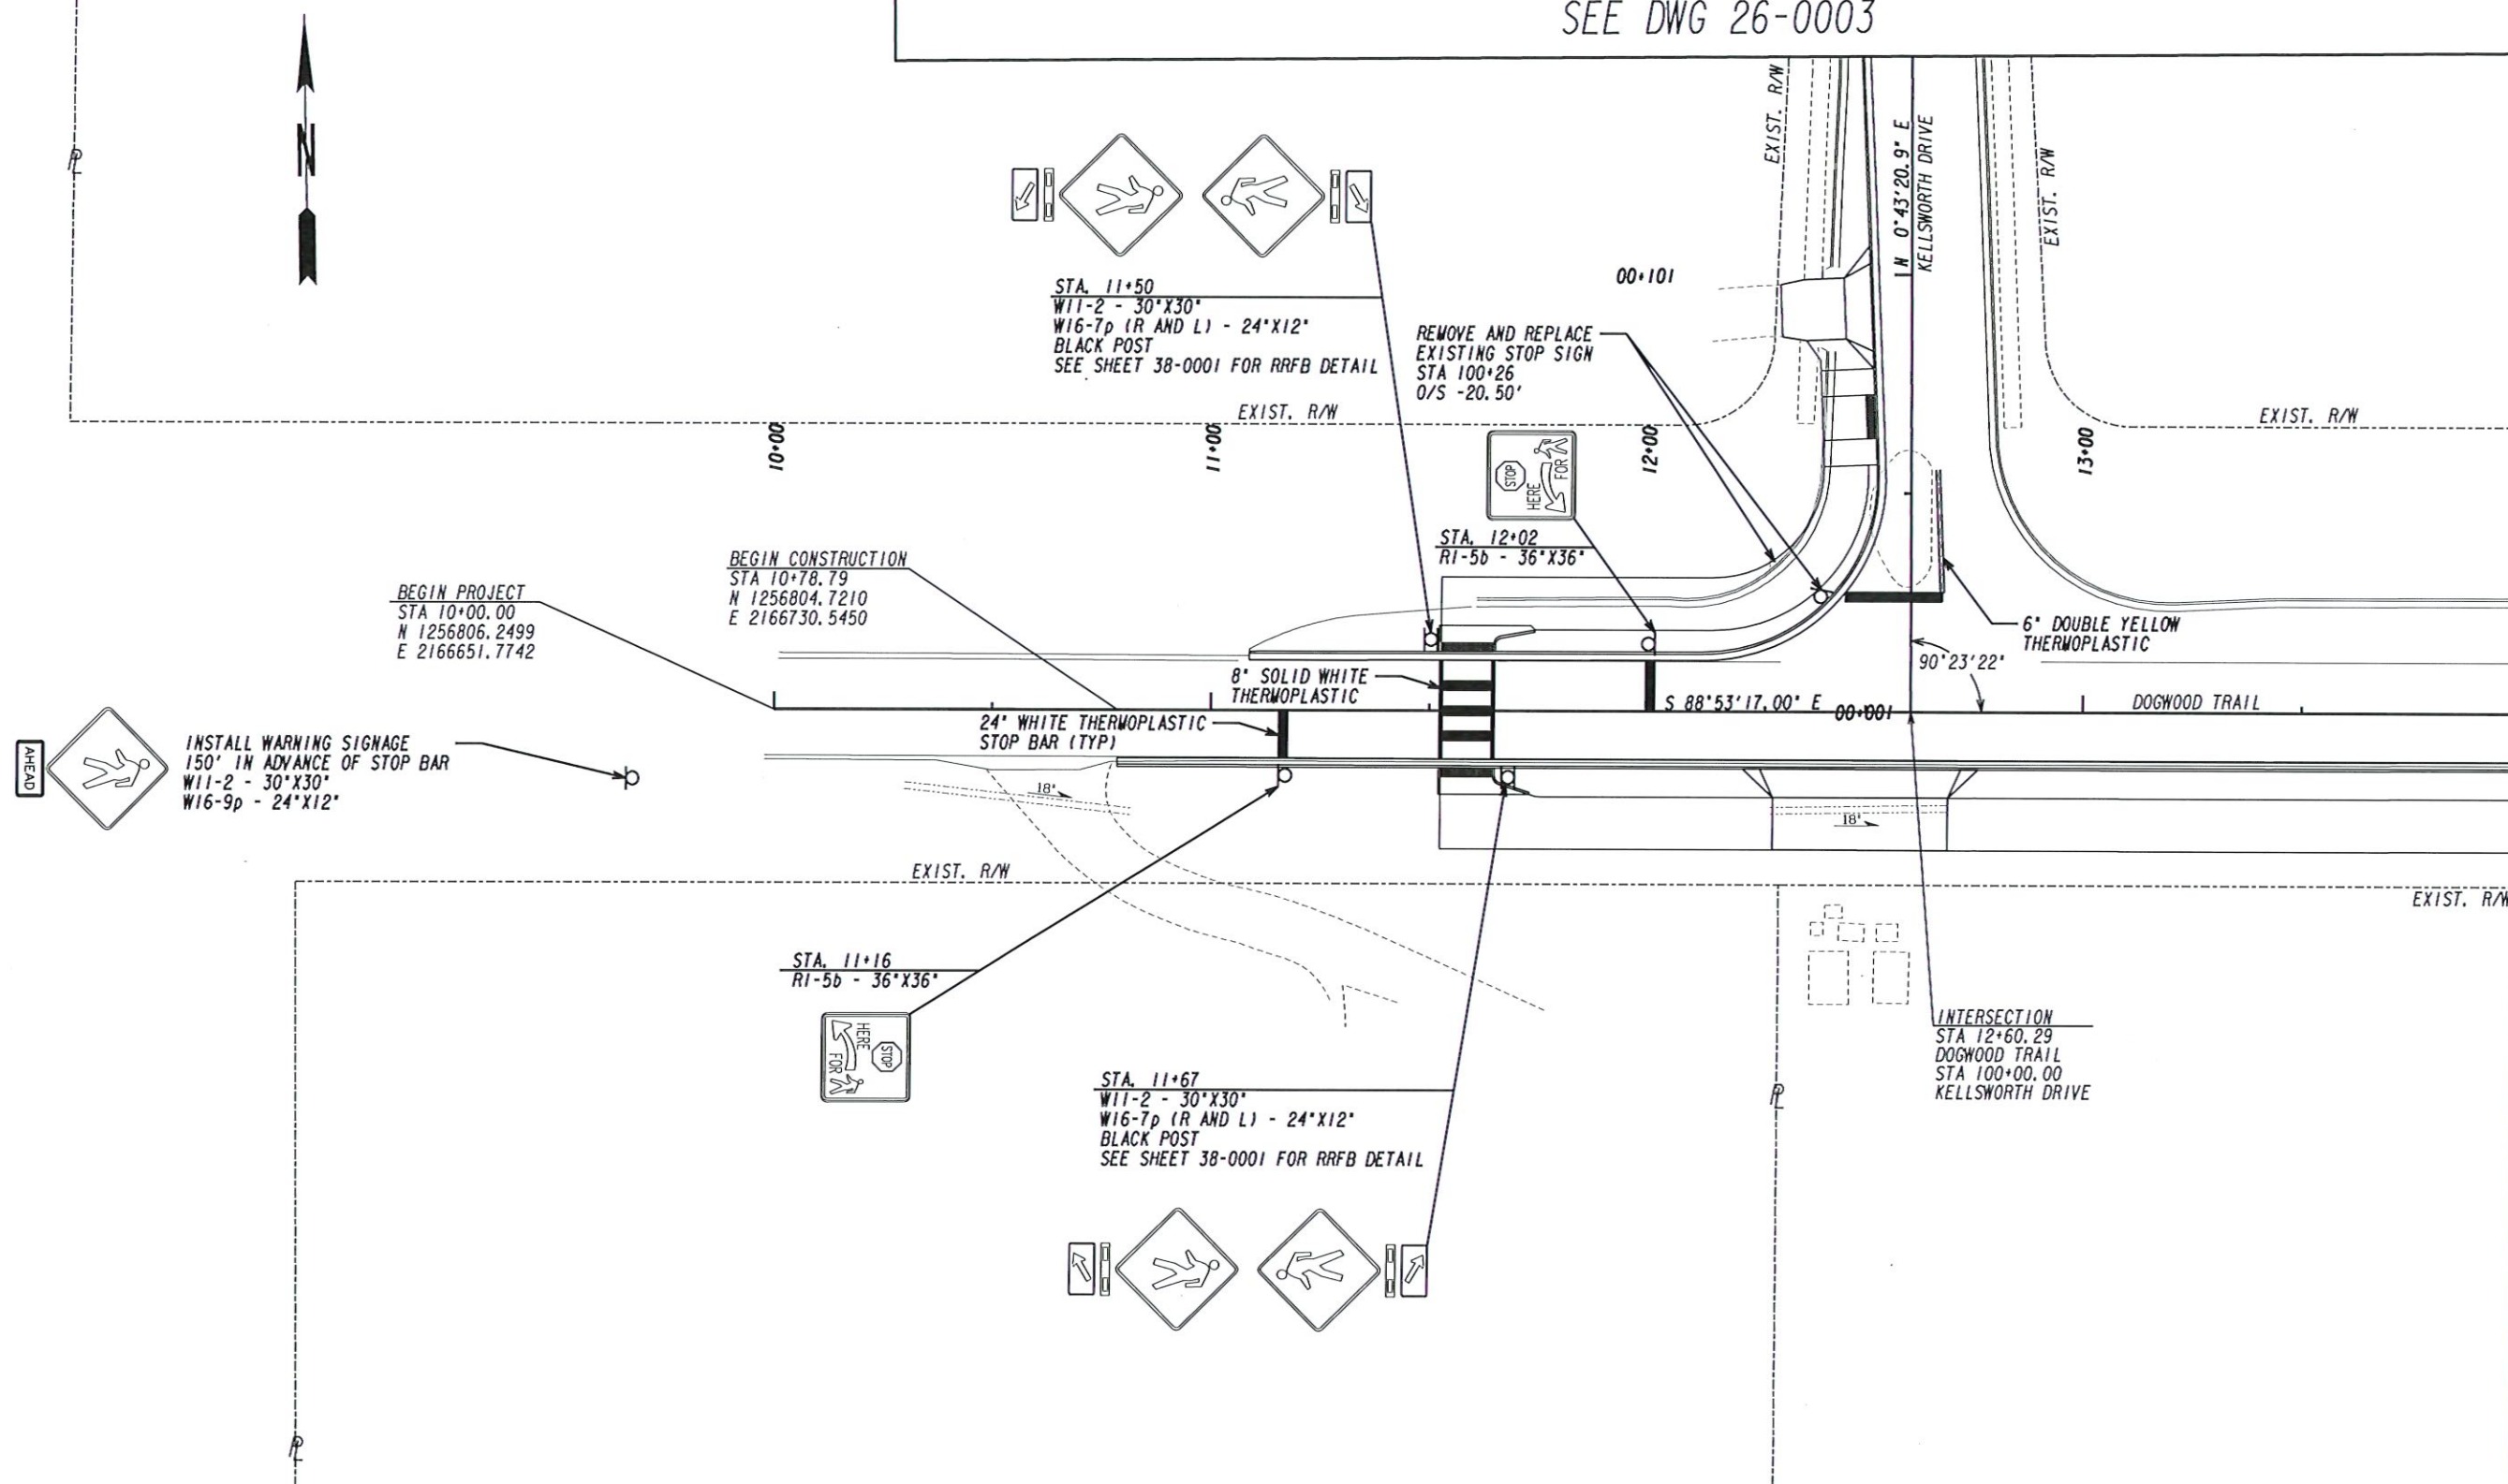 SEE DWG 26-0003
N
EXIST. R/W
N 0°43'20.9" E
KELLSWORTH DRIVE
EXIST. R/W
STA. 11+50
W11-2 - 30"X30"
W16-7p (R AND L) - 24"X12"
BLACK POST
SEE SHEET 38-0001 FOR RRFB DETAIL
00+101
REMOVE AND REPLACE
EXISTING STOP SIGN
STA 100+26
O/S -20.50'
EXIST. R/W
EXIST. R/W
10+00
11+00
12+00
13+00
STOP
HERE
FOR
STA. 12+02
R1-5b - 36"X36"
BEGIN CONSTRUCTION
STA 10+78.79
N 1256804.7210
E 2166730.5450
BEGIN PROJECT
STA 10+00.00
N 1256806.2499
E 2166651.7742
6" DOUBLE YELLOW
THERMOPLASTIC
90°23'22"
8" SOLID WHITE
THERMOPLASTIC
S 88°53'17.00" E
00+001
DOGWOOD TRAIL
24" WHITE THERMOPLASTIC
STOP BAR (TYP)
AHEAD
INSTALL WARNING SIGNAGE
150' IN ADVANCE OF STOP BAR
W11-2 - 30"X30"
W16-9p - 24"X12"
18"
18"
EXIST. R/W
EXIST. R/W
STA. 11+16
R1-5b - 36"X36"
HERE
STOP
FOR
INTERSECTION
STA 12+60.29
DOGWOOD TRAIL
STA 100+00.00
KELLSWORTH DRIVE
STA. 11+67
W11-2 - 30"X30"
W16-7p (R AND L) - 24"X12"
BLACK POST
SEE SHEET 38-0001 FOR RRFB DETAIL